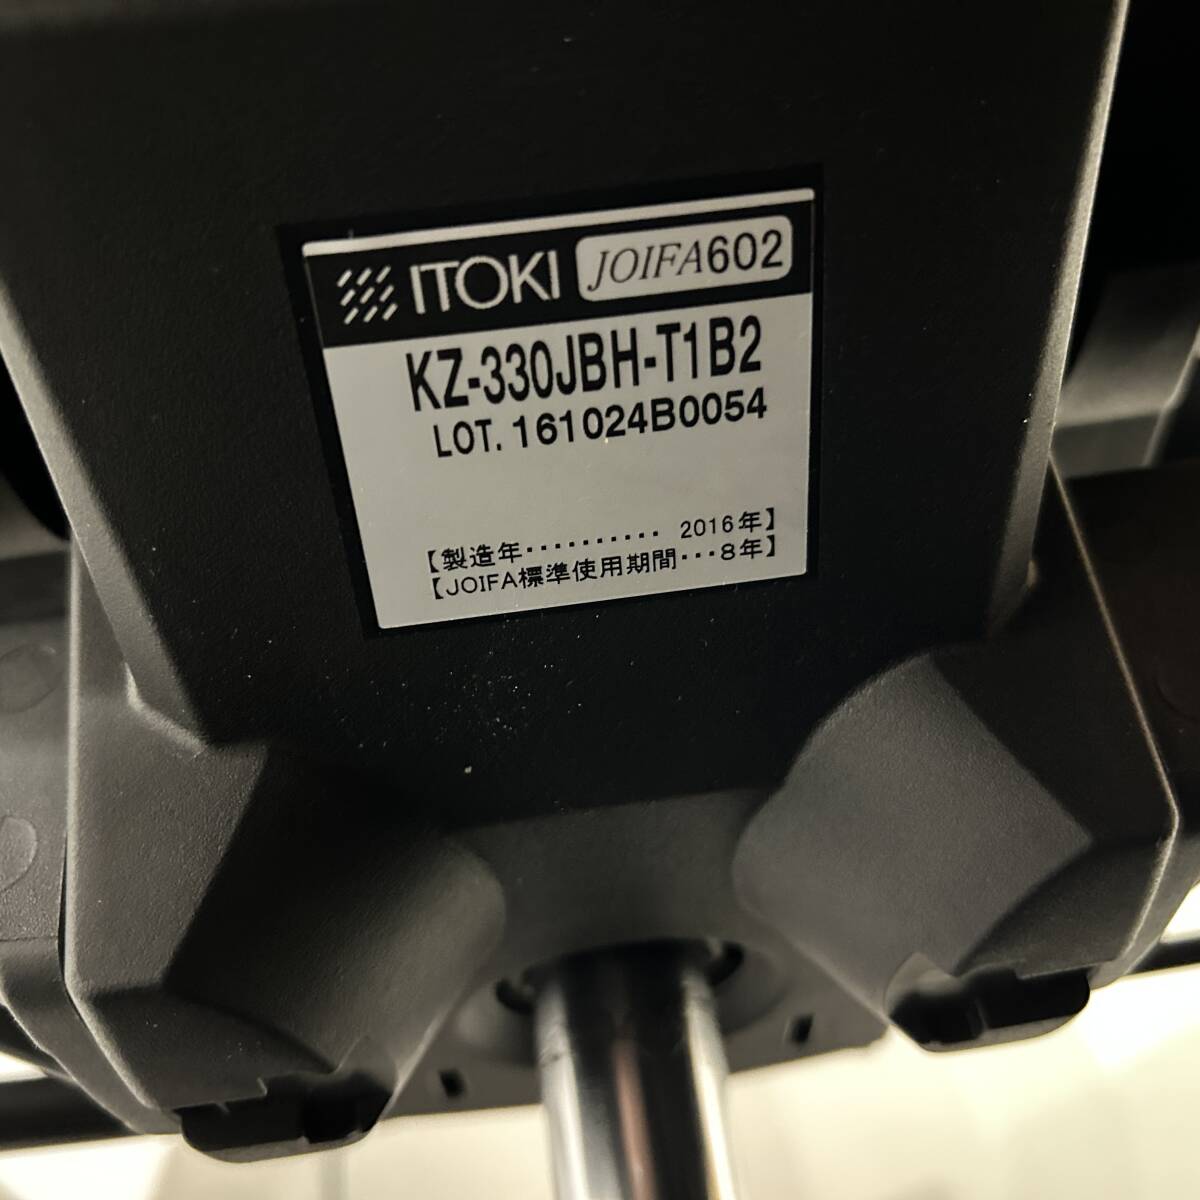 ITOKI JOIFA602
KZ-330JBH-T1B2
LOT. 161024B0054
【製造年・・・・・・・・・・ 2016年】
【JOIFA標準使用期間・・・8年】